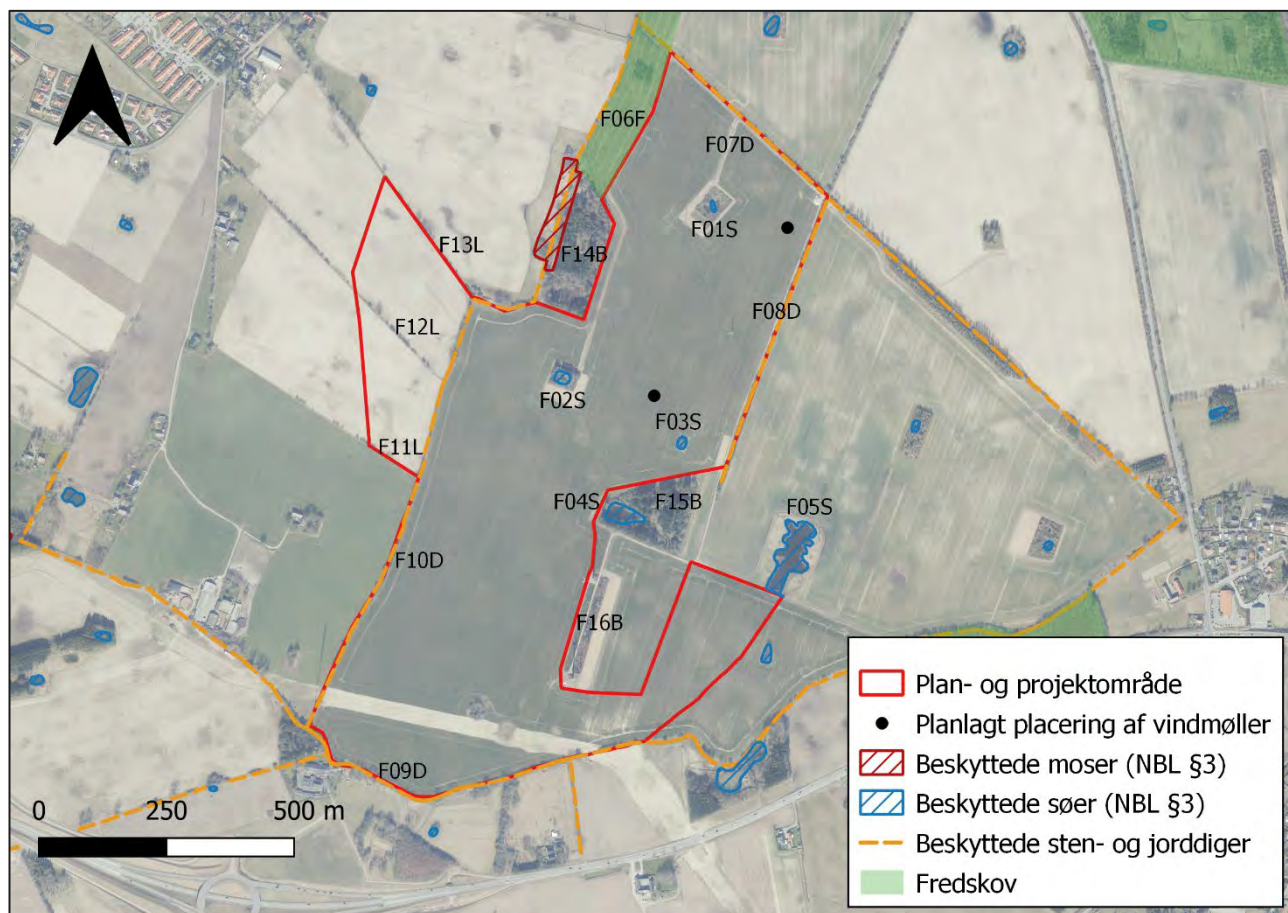 F06F
F07D
F01S
F13L
F14B
F08D
F12L
F02S
F03S
F11L
F04S
F15B
F05S
F10D
F16B
F09D
0 250 500 m
Plan- og projektområde
Planlagt placering af vindmøller
Beskyttede moser (NBL §3)
Beskyttede søer (NBL §3)
Beskyttede sten- og jorddiger
Fredskov